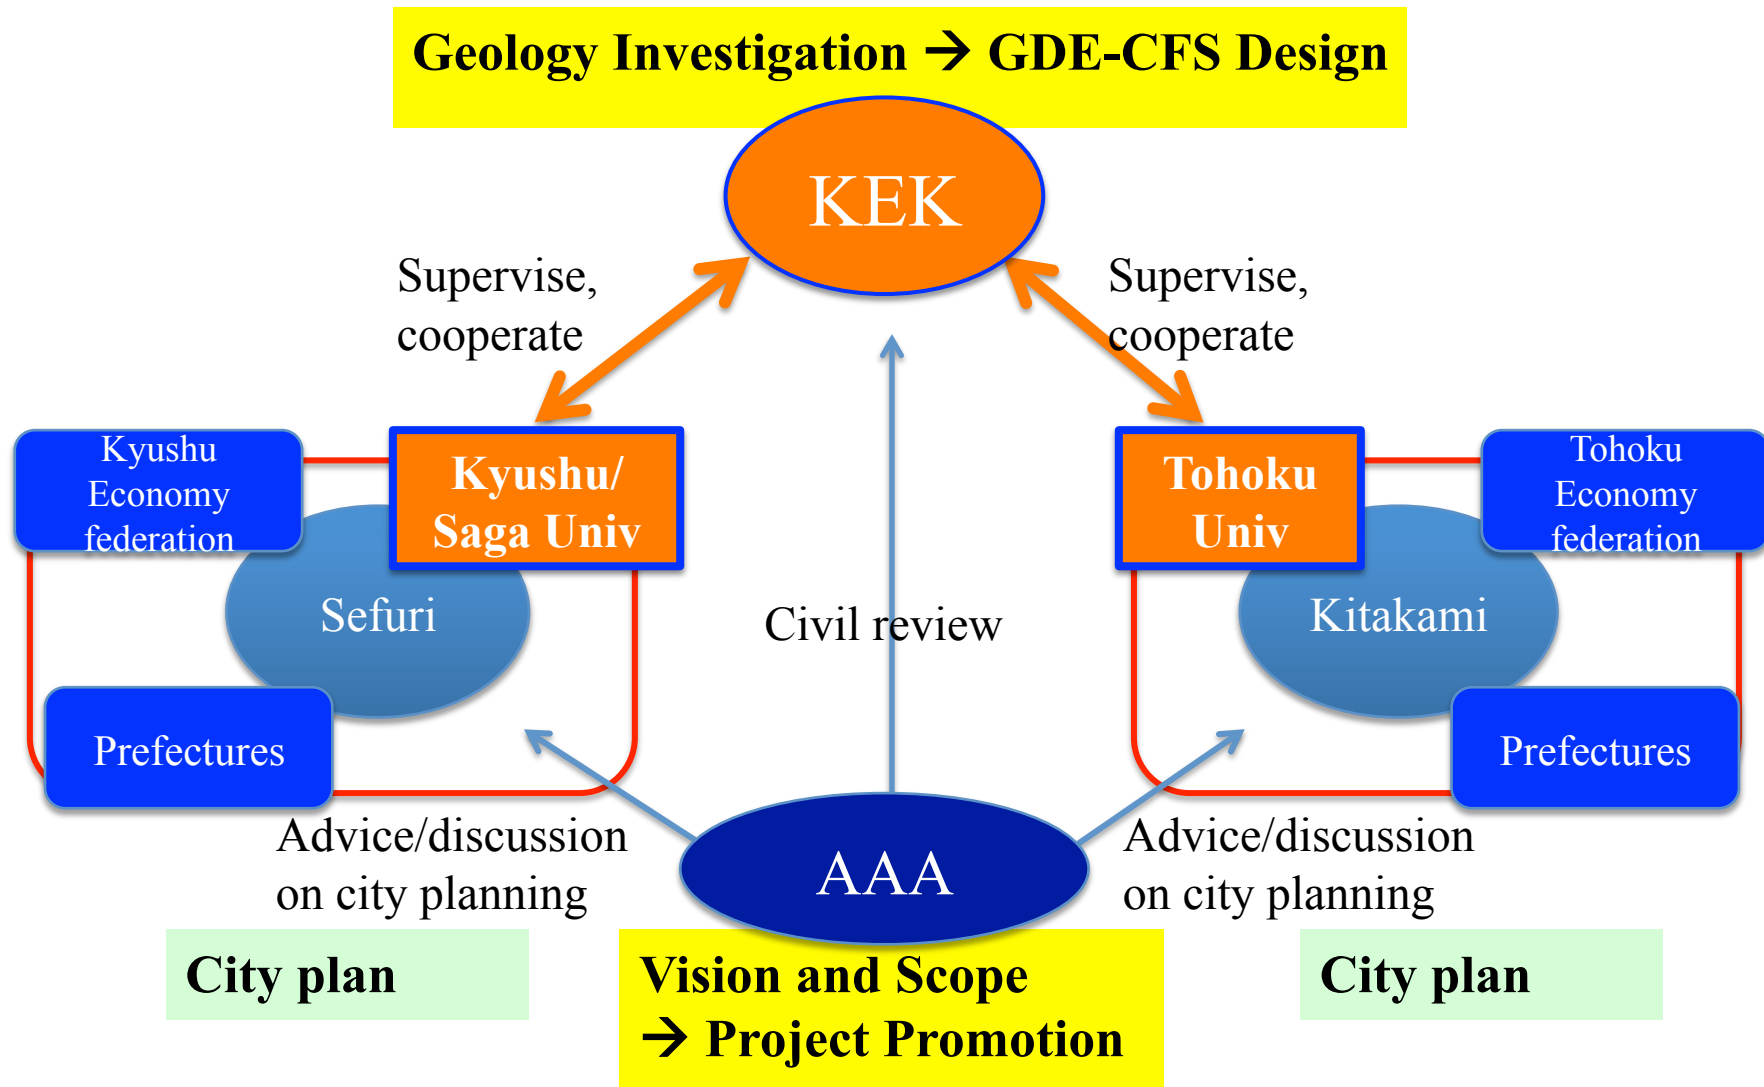 Geology Investigation → GDE-CFS Design
KEK
Supervise,
cooperate
Supervise,
cooperate
Kyushu
Economy
federation
Kyushu/
Saga Univ
Tohoku
Univ
Tohoku
Economy
federation
Sefuri
Civil review
Kitakami
Prefectures
Prefectures
Advice/discussion
on city planning
AAA
Advice/discussion
on city planning
City plan
Vision and Scope
→ Project Promotion
City plan